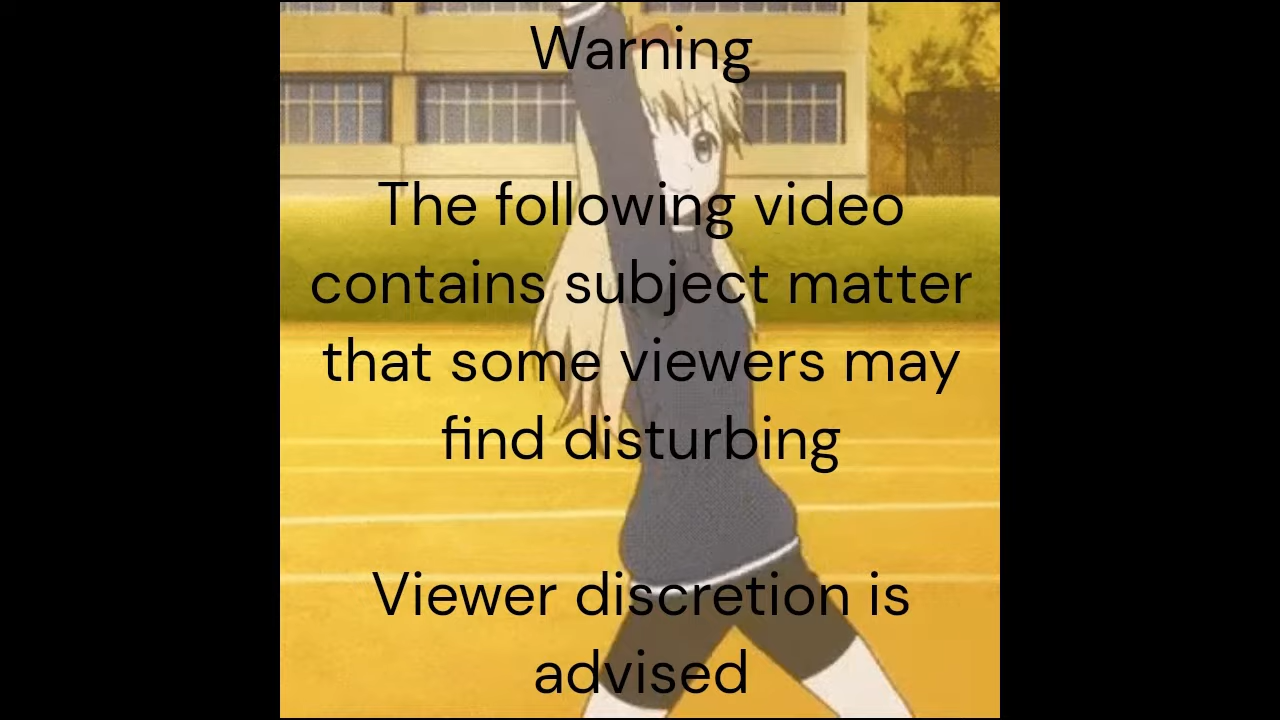 Warning
The following video
contains subject matter
that some viewers may
find disturbing
Viewer discretion is
advised